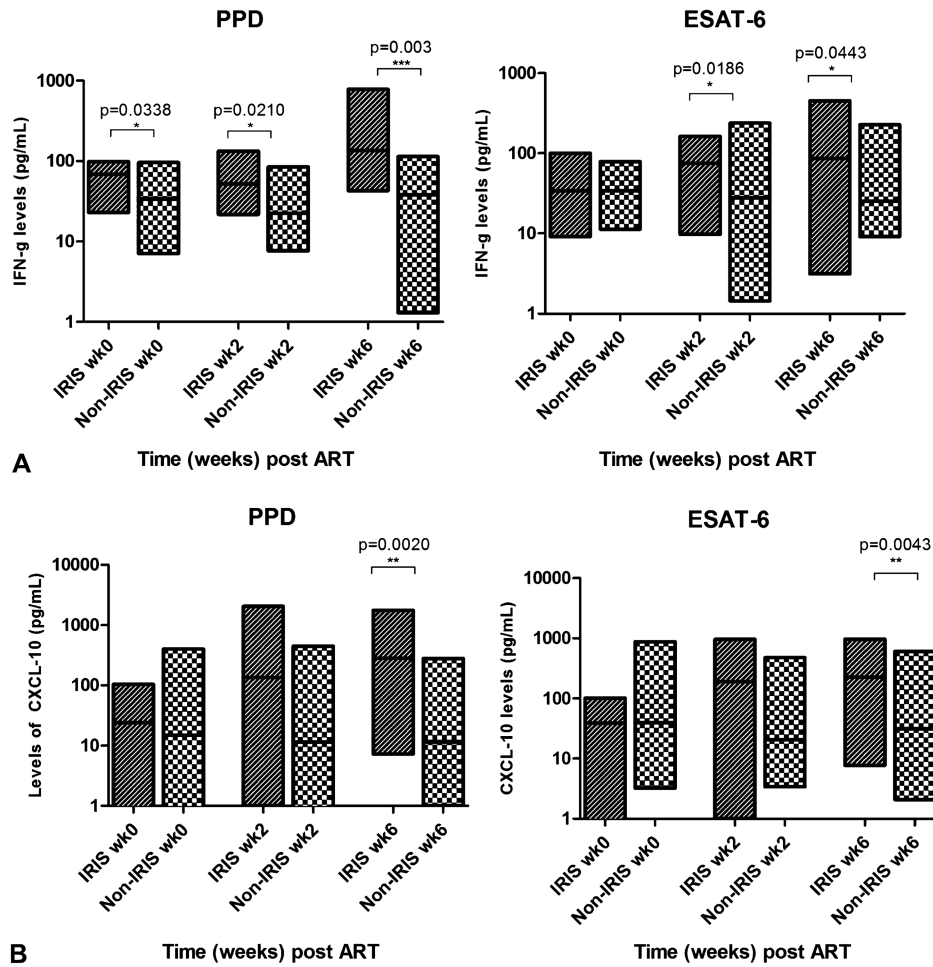 PPD
IFN-g levels (pg/mL)
1000
100
10
1
p=0.0338
*
p=0.0210
*
p=0.003
***
IRIS wk0
Non-IRIS wk0
IRIS wk2
Non-IRIS wk2
IRIS wk6
Non-IRIS wk6
Time (weeks) post ART
ESAT-6
IFN-g levels (pg/mL)
1000
100
10
1
p=0.0186
*
p=0.0443
*
IRIS wk0
Non-IRIS wk0
IRIS wk2
Non-IRIS wk2
IRIS wk6
Non-IRIS wk6
Time (weeks) post ART
A
PPD
Levels of CXCL-10 (pg/mL)
10000
1000
100
10
1
p=0.0020
**
IRIS wk0
Non-IRIS wk0
IRIS wk2
Non-IRIS wk2
IRIS wk6
Non-IRIS wk6
Time (weeks) post ART
ESAT-6
CXCL-10 levels (pg/mL)
10000
1000
100
10
1
p=0.0043
**
IRIS wk0
Non-IRIS wk0
IRIS wk2
Non-IRIS wk2
IRIS wk6
Non-IRIS wk6
Time (weeks) post ART
B